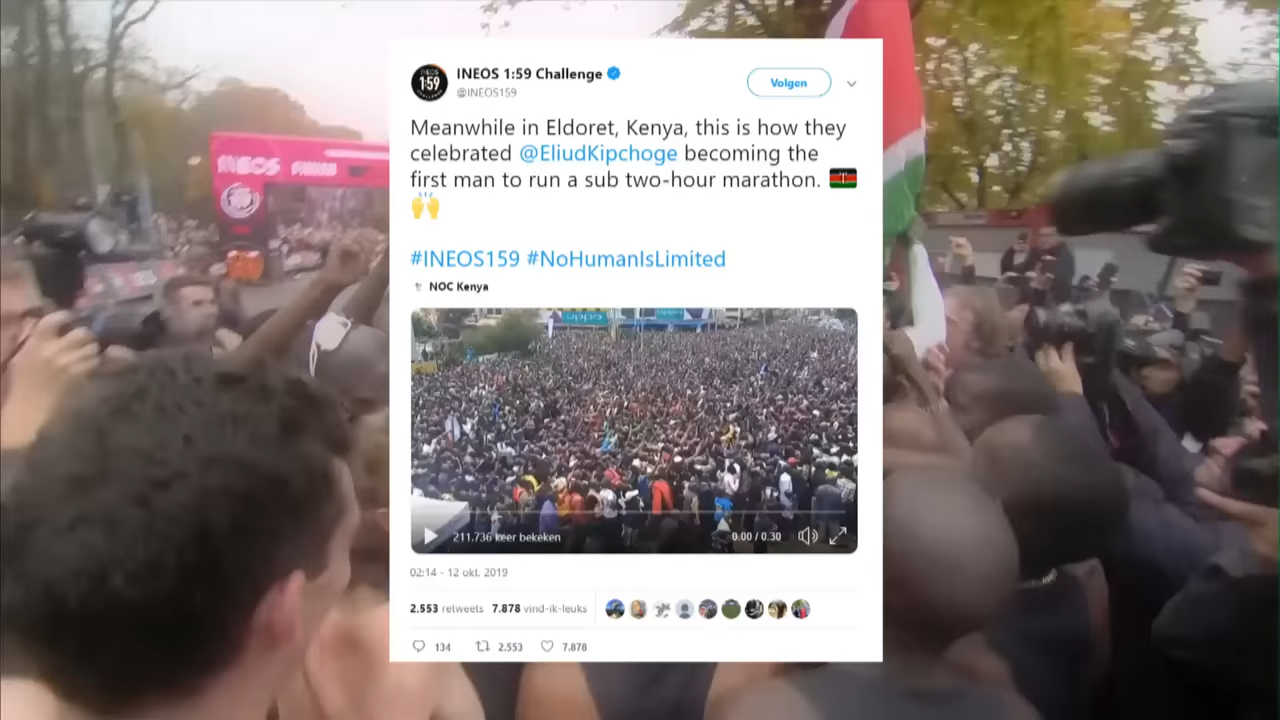 INEOS
1:59
INEOS 1:59 Challenge
@INEOS159
Volgen
Meanwhile in Eldoret, Kenya, this is how they
celebrated @EliudKipchoge becoming the
first man to run a sub two-hour marathon. 🇰🇪
🙌
#INEOS159 #NoHumanIsLimited
NOC Kenya
211.736 keer bekeken
0.00 / 0.30
02:14 - 12 okt. 2019
2.553 retweets 7.878 vind-ik-leuks
134 2.553 7.878